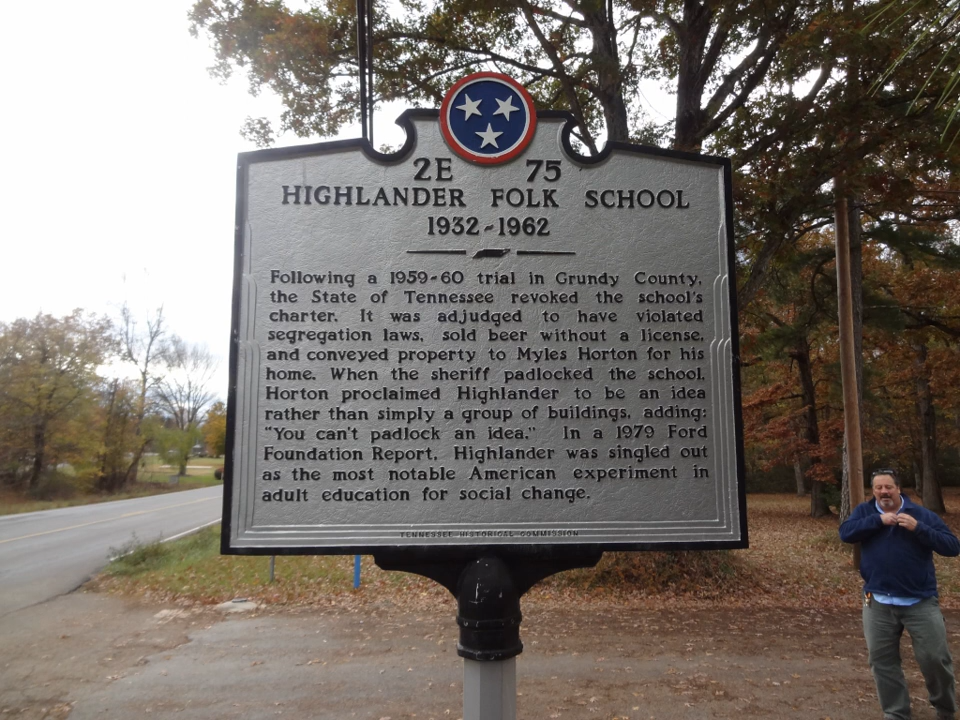 2E 75
HIGHLANDER FOLK SCHOOL
1932-1962
Following a 1959-60 trial in Grundy County,
the State of Tennessee revoked the school's
charter. It was adjudged to have violated
segregation laws, sold beer without a license,
and conveyed property to Myles Horton for his
home. When the sheriff padlocked the school,
Horton proclaimed Highlander to be an idea
rather than simply a group of buildings, adding:
"You can't padlock an idea." In a 1979 Ford
Foundation Report, Highlander was singled out
as the most notable American experiment in
adult education for social change.
TENNESSEE HISTORICAL COMMISSION